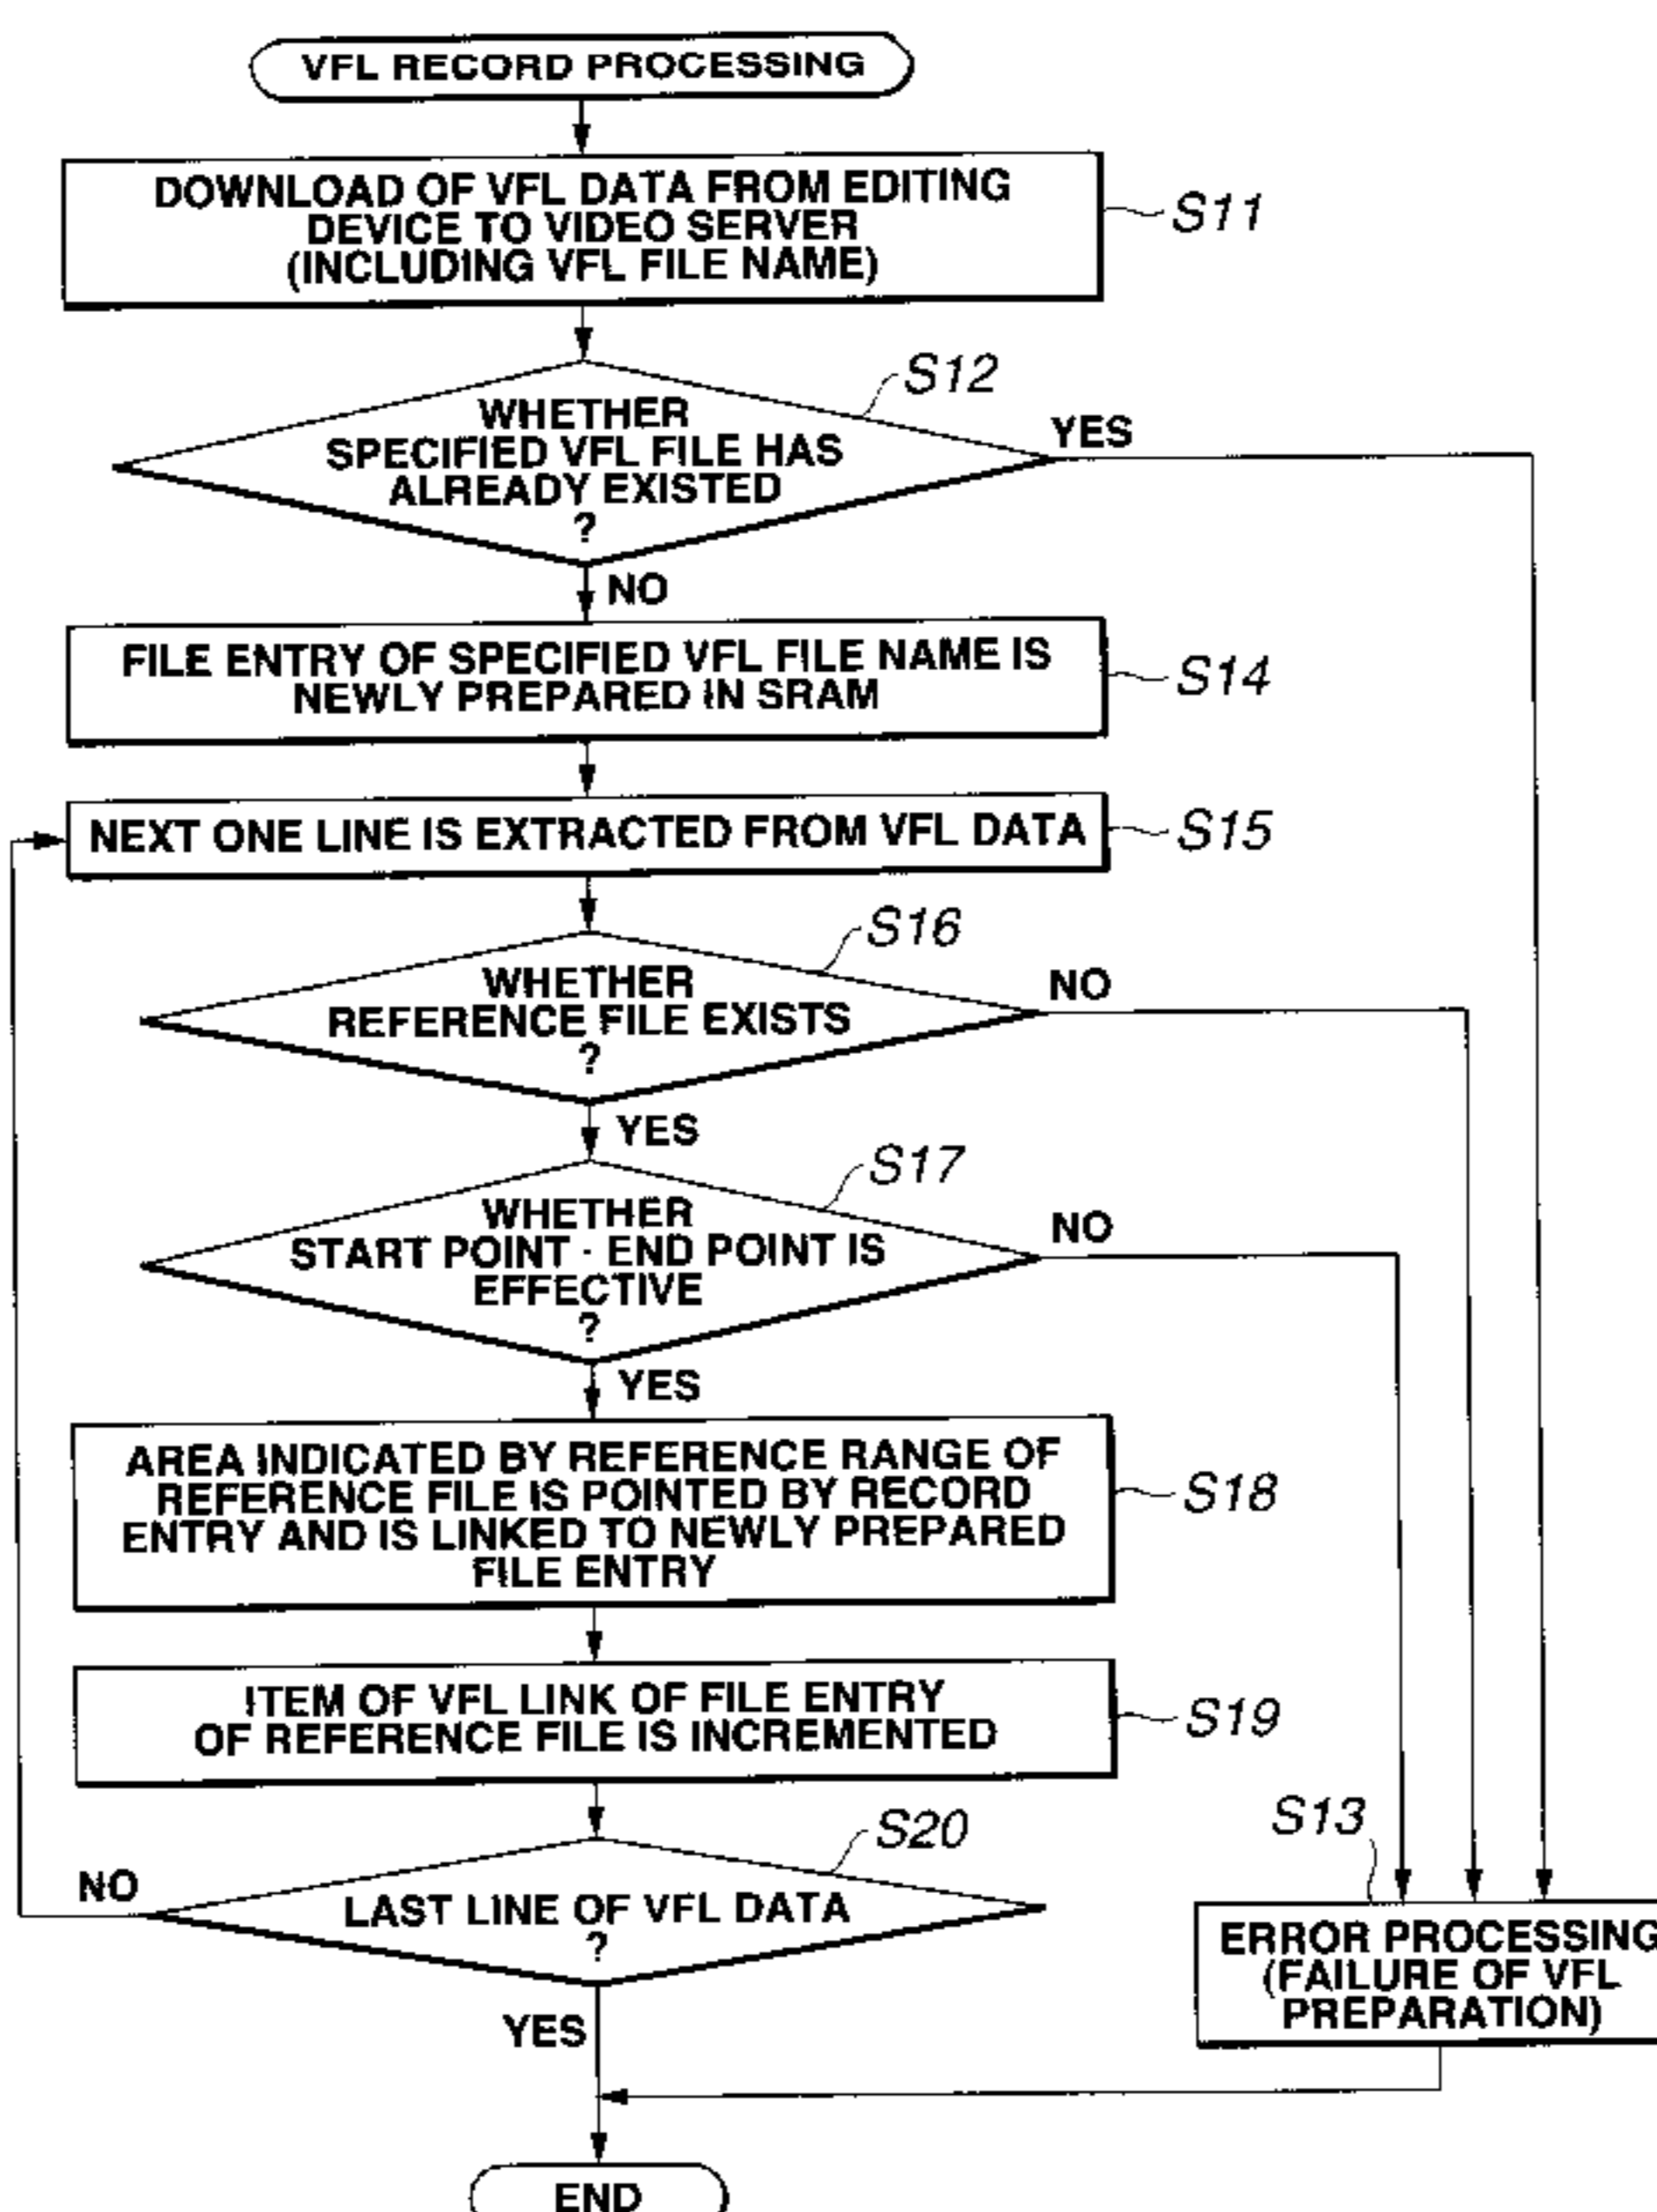 VFL RECORD PROCESSING
DOWNLOAD OF VFL DATA FROM EDITING
DEVICE TO VIDEO SERVER
(INCLUDING VFL FILE NAME)
S11
S12
WHETHER
SPECIFIED VFL FILE HAS
ALREADY EXISTED
?
YES
NO
FILE ENTRY OF SPECIFIED VFL FILE NAME IS
NEWLY PREPARED IN SRAM
S14
NEXT ONE LINE IS EXTRACTED FROM VFL DATA
S15
S16
WHETHER
REFERENCE FILE EXISTS
?
NO
YES
S17
WHETHER
START POINT - END POINT IS
EFFECTIVE
?
NO
YES
AREA INDICATED BY REFERENCE RANGE OF
REFERENCE FILE IS POINTED BY RECORD
ENTRY AND IS LINKED TO NEWLY PREPARED
FILE ENTRY
S18
ITEM OF VFL LINK OF FILE ENTRY
OF REFERENCE FILE IS INCREMENTED
S19
S20
NO
LAST LINE OF VFL DATA
?
YES
S13
ERROR PROCESSING
(FAILURE OF VFL
PREPARATION)
END